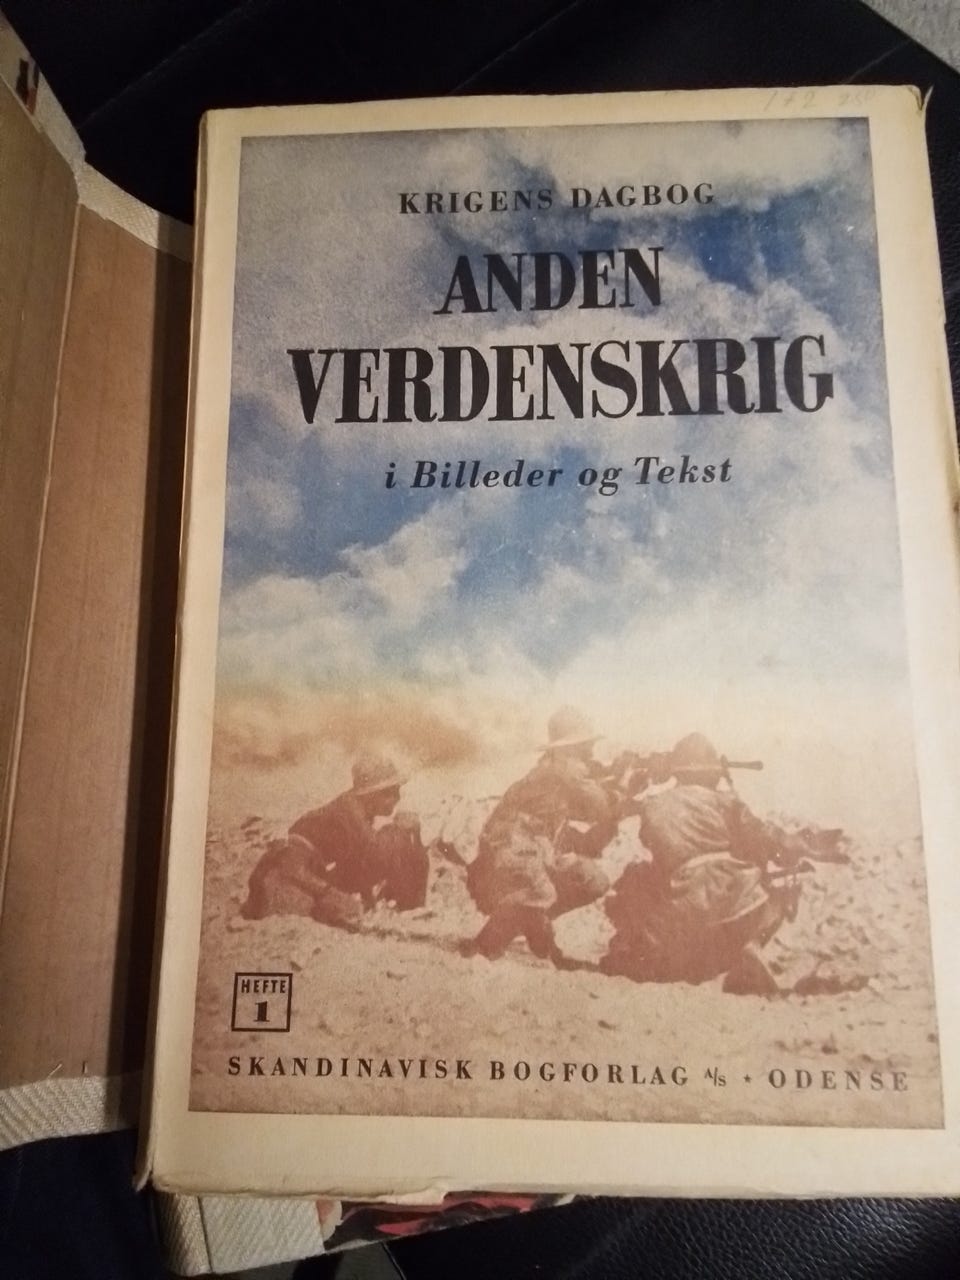 KRIGENS DAGBOG
ANDEN
VERDENSKRIG
i Billeder og Tekst
HEFTE
1
SKANDINAVISK BOGFORLAG A/S ⋆ ODENSE